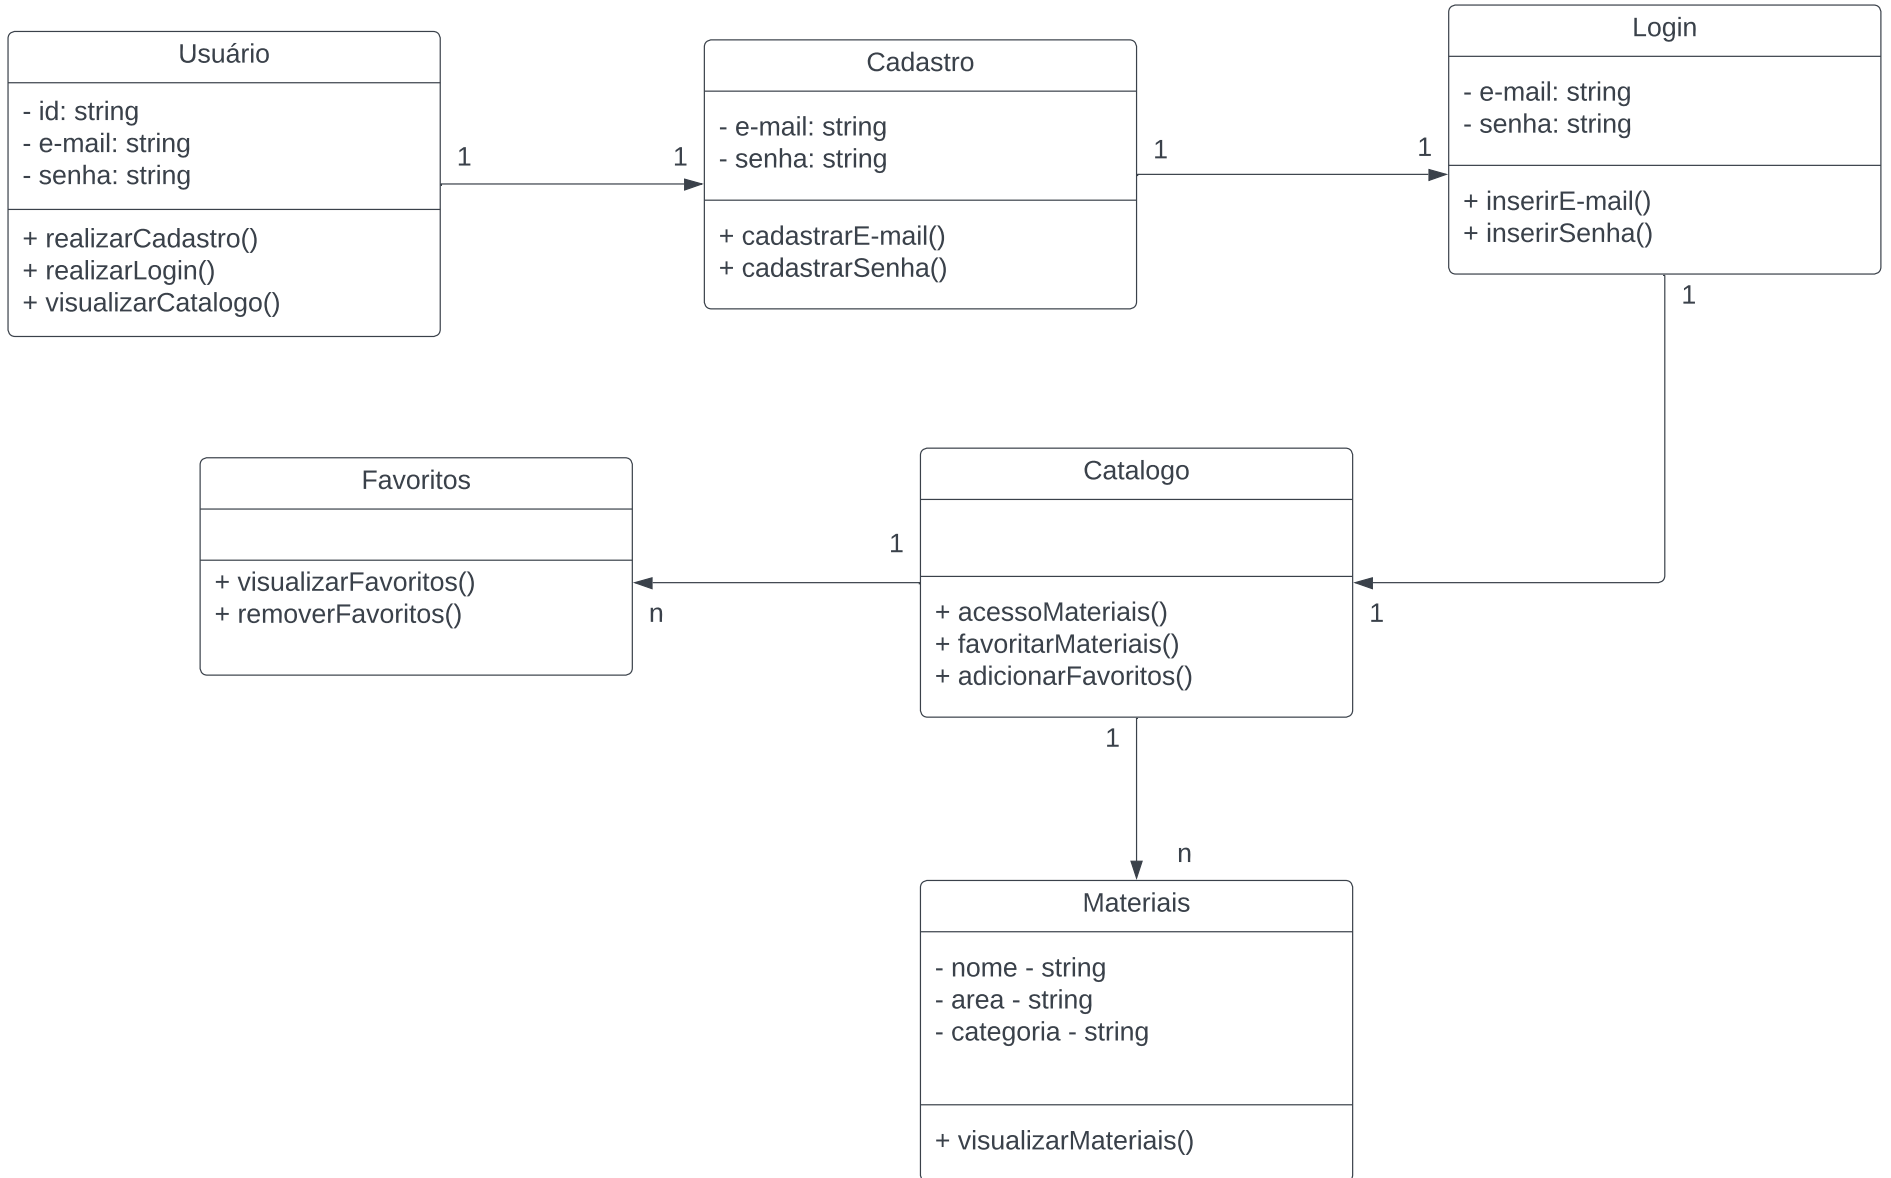 Usuário
- id: string
- e-mail: string
- senha: string
+ realizarCadastro()
+ realizarLogin()
+ visualizarCatalogo()
1
1
Cadastro
- e-mail: string
- senha: string
+ cadastrarE-mail()
+ cadastrarSenha()
1
1
Login
- e-mail: string
- senha: string
+ inserirE-mail()
+ inserirSenha()
1
1
Catalogo
+ acessoMateriais()
+ favoritarMateriais()
+ adicionarFavoritos()
1
n
Favoritos
+ visualizarFavoritos()
+ removerFavoritos()
1
n
Materiais
- nome - string
- area - string
- categoria - string
+ visualizarMateriais()